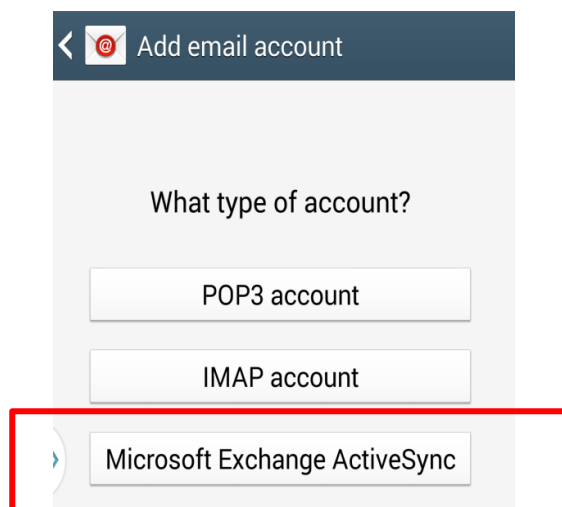 Add email account
What type of account?
POP3 account
IMAP account
Microsoft Exchange ActiveSync